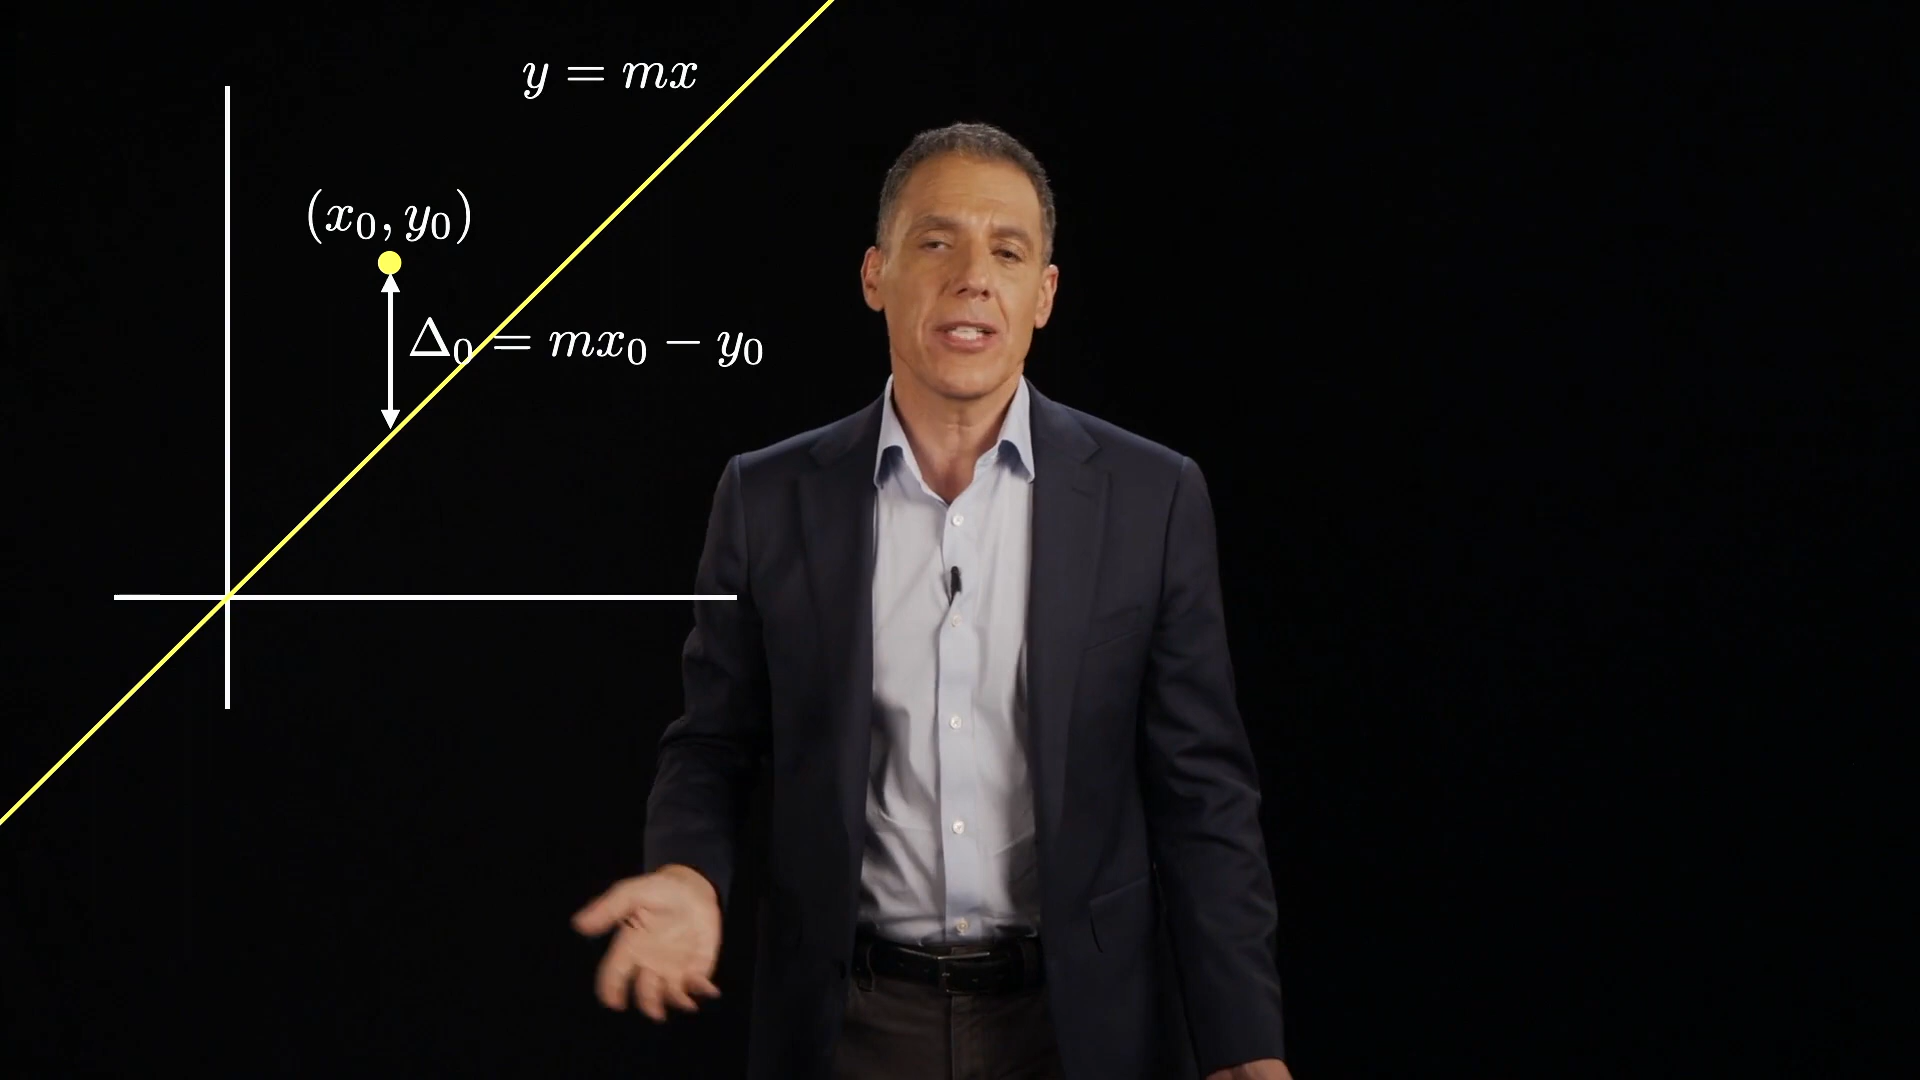 y = mx
(x₀, y₀)
Δ₀ = mx₀ − y₀